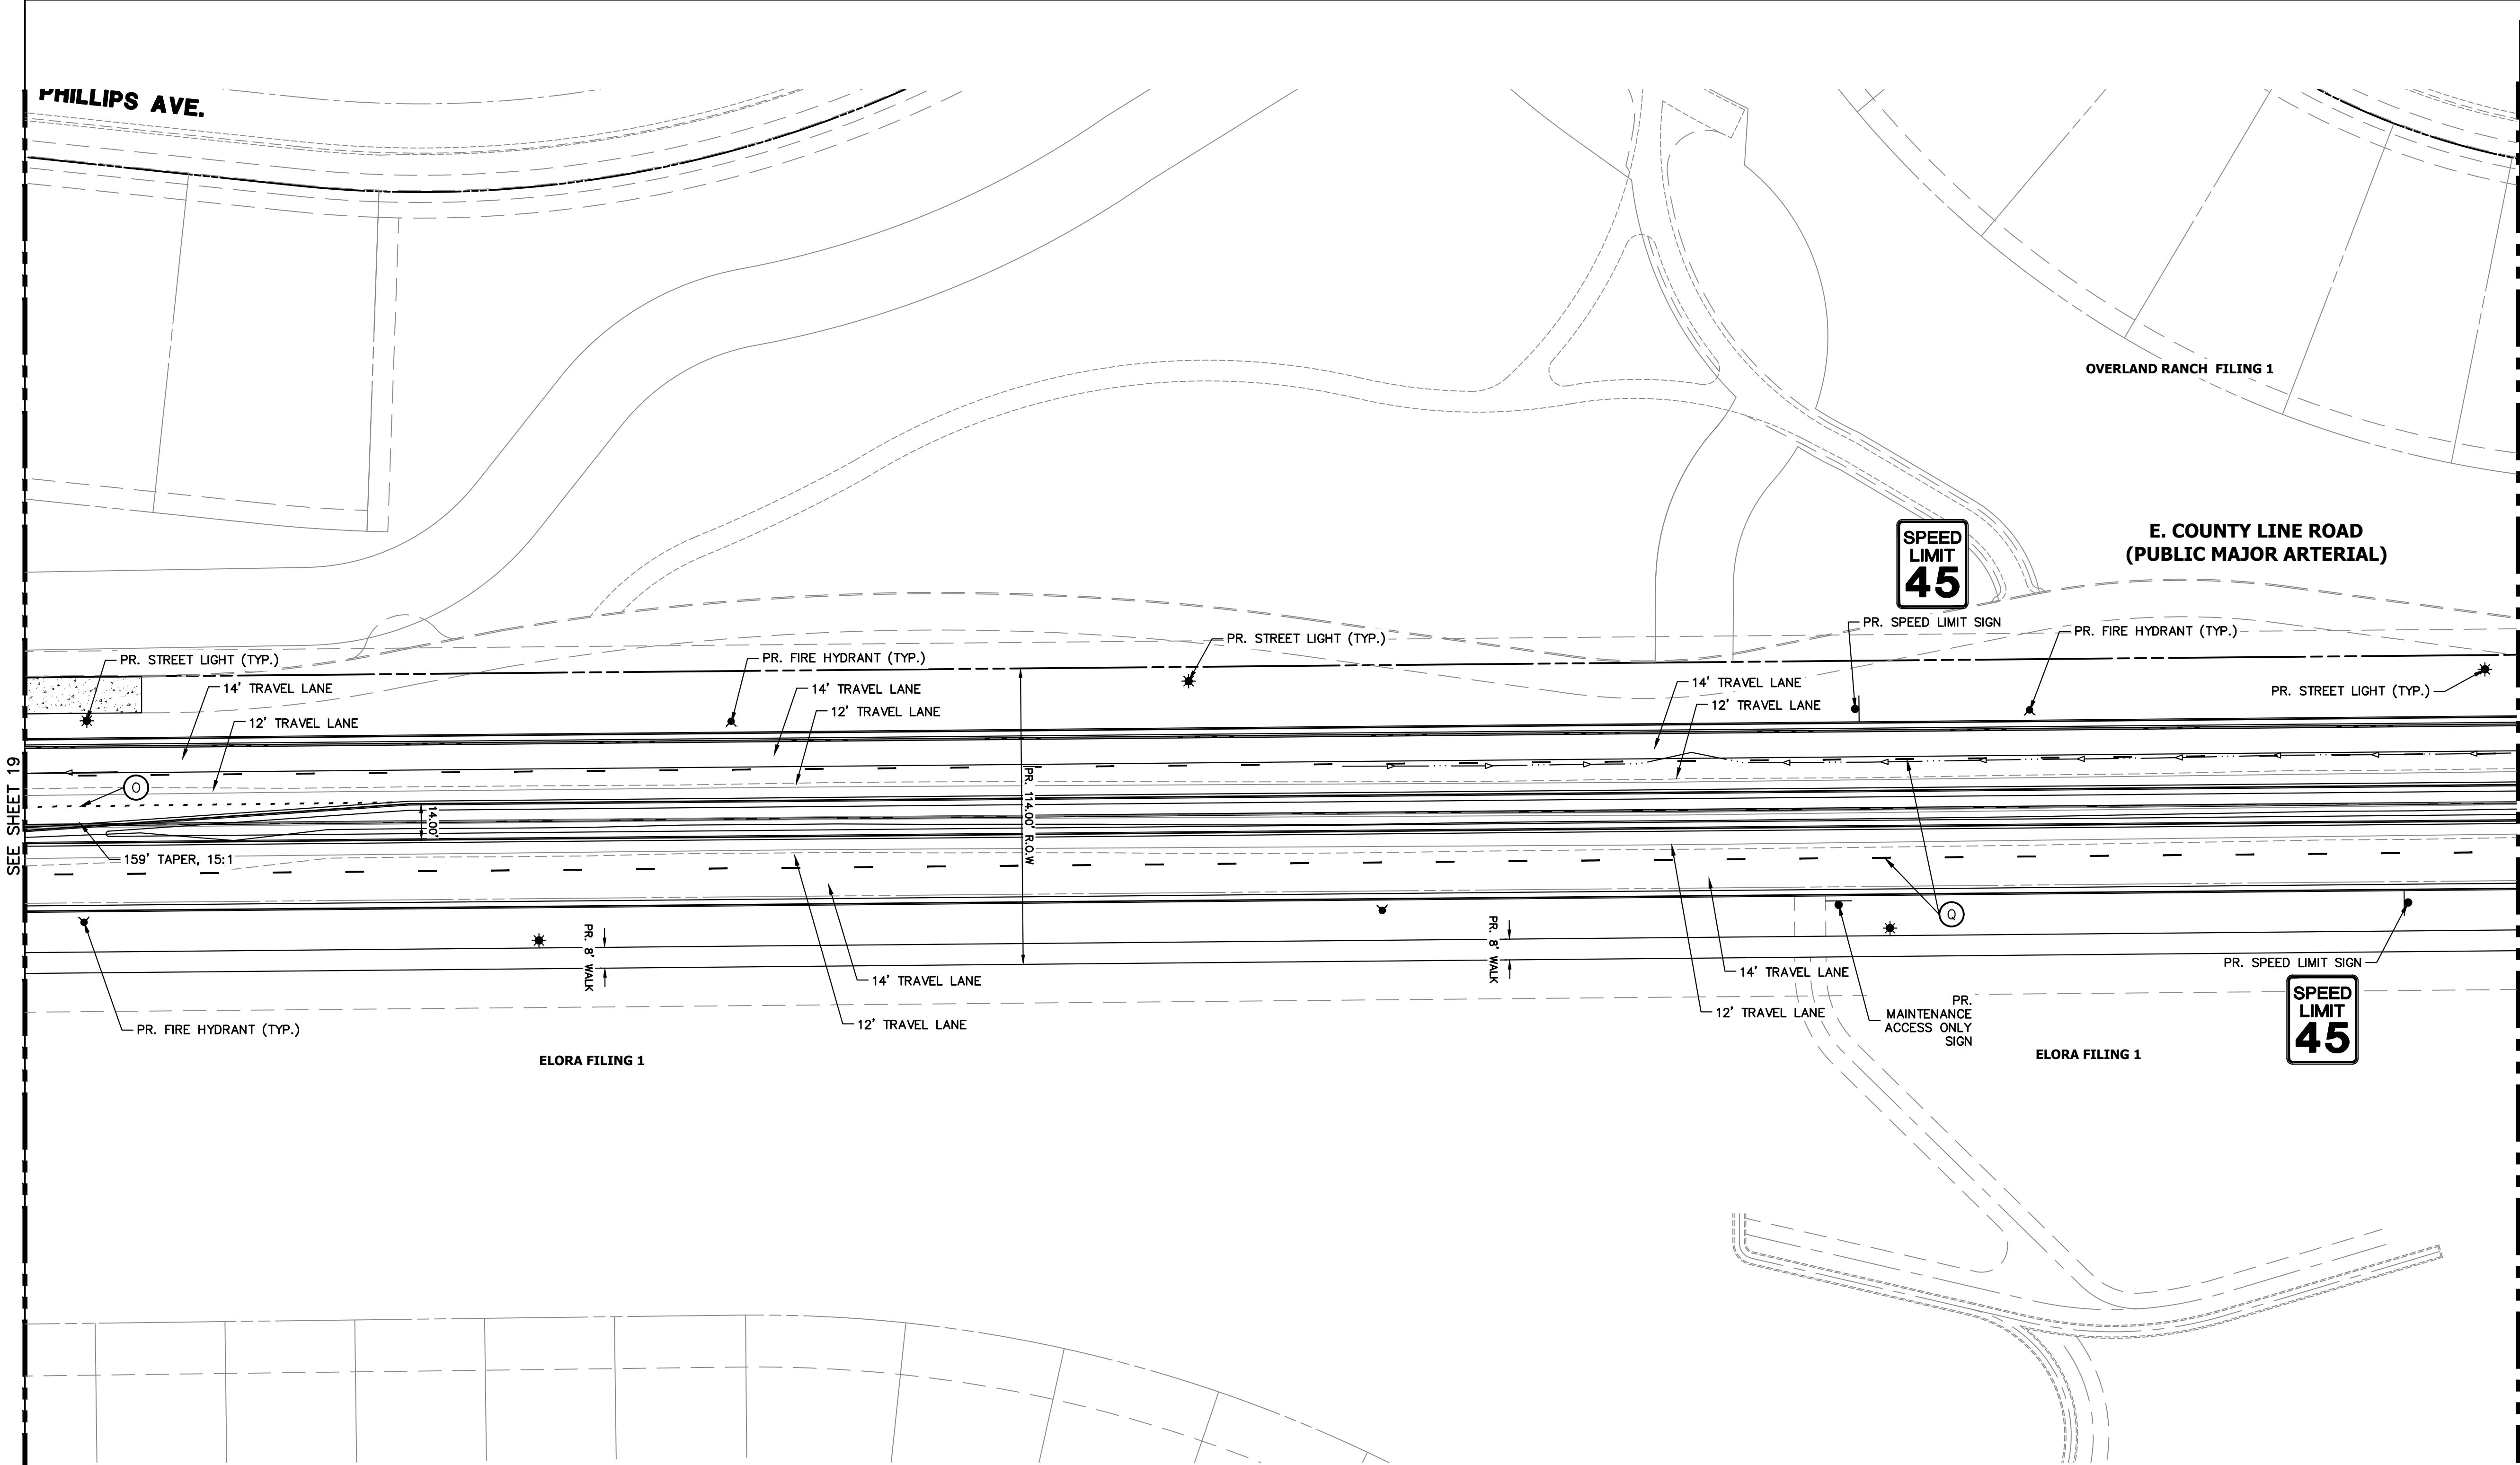 PHILLIPS AVE.
OVERLAND RANCH FILING 1
E. COUNTY LINE ROAD
(PUBLIC MAJOR ARTERIAL)
SPEED
LIMIT
45
PR. SPEED LIMIT SIGN
PR. FIRE HYDRANT (TYP.)
PR. STREET LIGHT (TYP.)
PR. STREET LIGHT (TYP.)
PR. FIRE HYDRANT (TYP.)
14' TRAVEL LANE
14' TRAVEL LANE
14' TRAVEL LANE
PR. STREET LIGHT (TYP.)
12' TRAVEL LANE
12' TRAVEL LANE
12' TRAVEL LANE
SEE SHEET 19
O
14.00'
PR. 114.00' R.O.W
159' TAPER, 15:1
Q
PR. 8' WALK
PR. 8' WALK
14' TRAVEL LANE
14' TRAVEL LANE
PR. SPEED LIMIT SIGN
12' TRAVEL LANE
12' TRAVEL LANE
PR.
MAINTENANCE
ACCESS ONLY
SIGN
SPEED
LIMIT
45
PR. FIRE HYDRANT (TYP.)
ELORA FILING 1
ELORA FILING 1